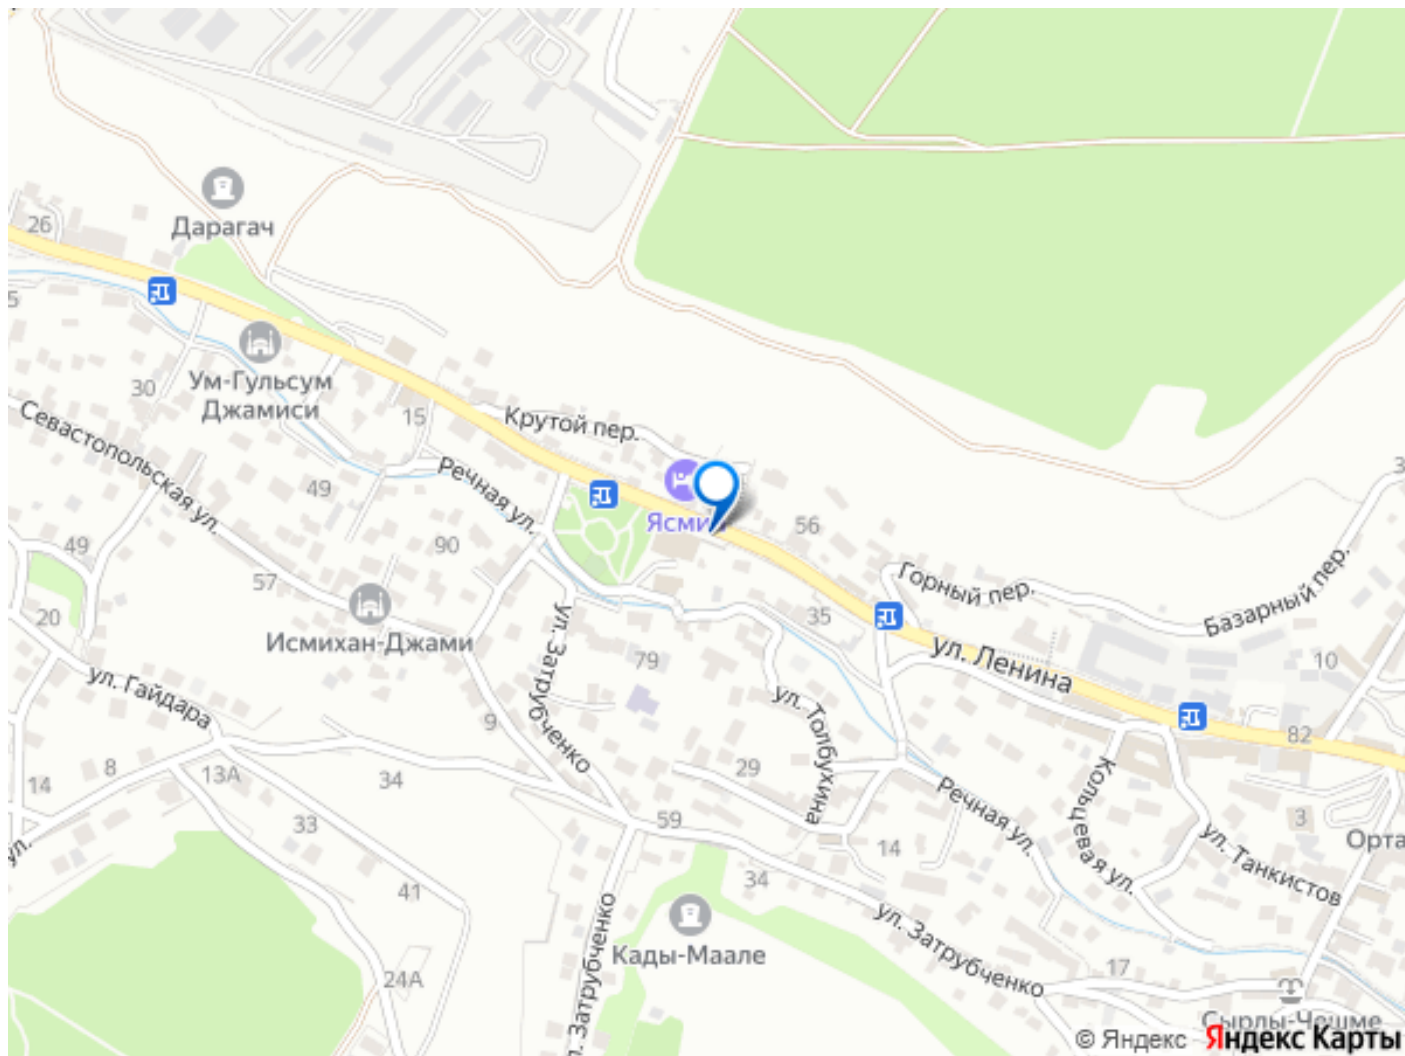 Дарагач
26
Ум-Гульсум
Джамиси
30
15
Крутой пер.
Севастопольская ул.
49
Речная ул.
90
Ясмин
56
49
57
20
Исмихан-Джами
ул. Гайдара
ул. Затрубченко
79
35
Горный пер.
Базарный пер.
ул. Ленина
10
9
ул. Толбухина
82
8
13А
14
34
29
Кольцевая ул.
Речная ул.
33
59
14
3
Орта
ул. Танкистов
ул.
41
34
ул. Затрубченко
Кады-Маале
л. Затрубченко
24А
17
Сырлы-Чешме
© Яндекс Яндекс Карты